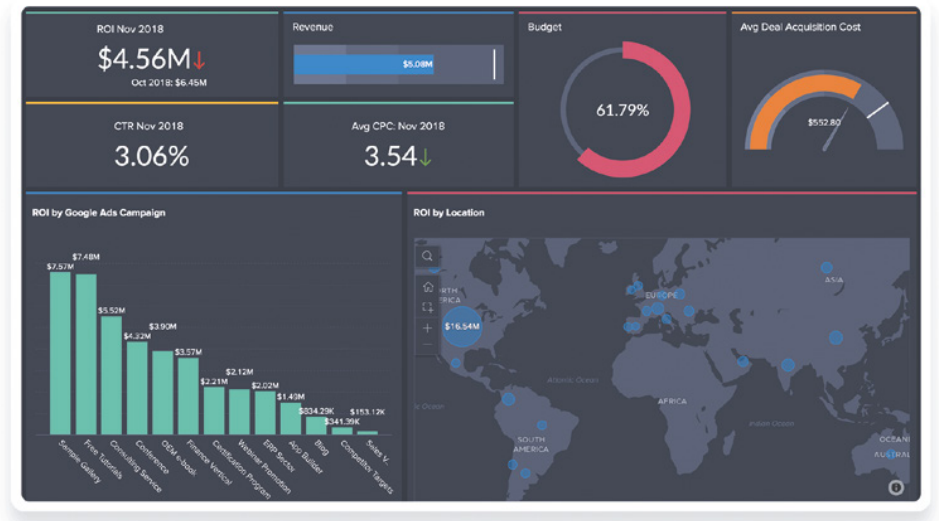 ROI Nov 2018
$4.56M↓
Oct 2018: $6.45M
Revenue
$5.08M
Budget
61.79%
Avg Deal Acquisition Cost
$552.80
CTR Nov 2018
3.06%
Avg CPC: Nov 2018
3.54↓
ROI by Google Ads Campaign
$7.57M
$7.48M
$5.52M
$4.32M
$3.90M
$3.57M
$2.21M
$2.12M
$2.02M
$1.49M
$834.29K
$341.39K
$153.12K
Sample Gallery
Free Tutorials
Consulting Service
Conference
OEM e-book
Finance Vertical
Certification Program
Webinar Promotion
ERP Sector
App Builder
Blog
Competitor Targets
Sales V...
ROI by Location
RTH
ERICA
$16.54M
EUROPE
ASIA
Atlantic Ocean
AFRICA
ic Ocean
Indian Ocean
SOUTH
AMERICA
OCEANI
AUSTRAL